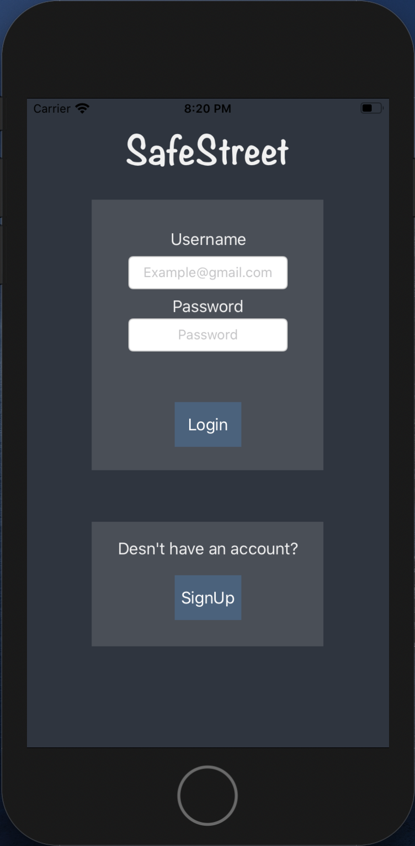 Carrier 8:20 PM
SafeStreet
Username
Example@gmail.com
Password
Password
Login
Desn't have an account?
SignUp